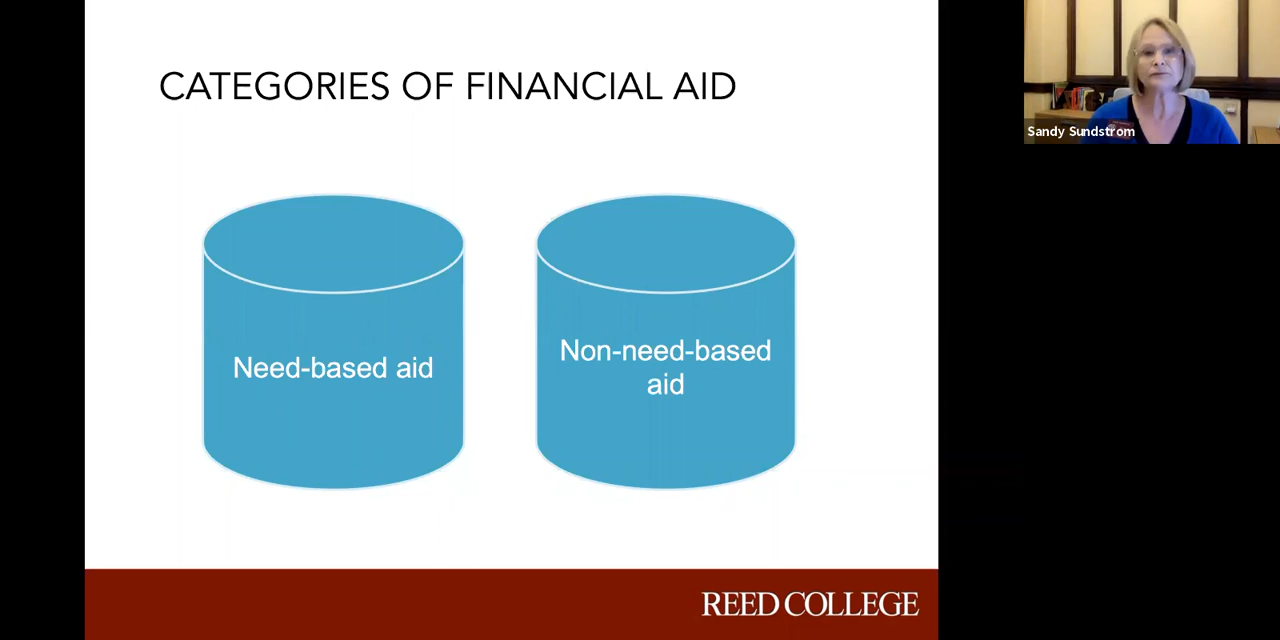 CATEGORIES OF FINANCIAL AID
Sandy Sundstrom
Need-based aid
Non-need-based
aid
REED COLLEGE